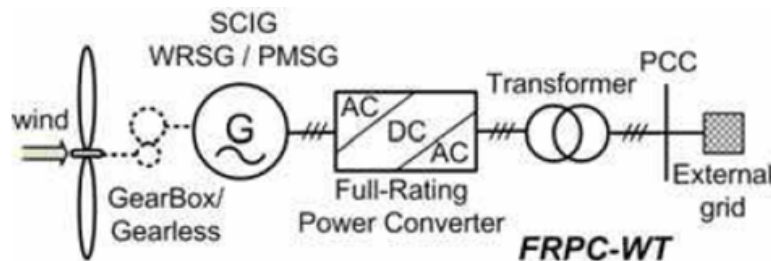 SCIG
WRSG / PMSG
Transformer
PCC
wind
G
AC
DC
AC
GearBox/
Gearless
Full-Rating
Power Converter
External
grid
FRPC-WT